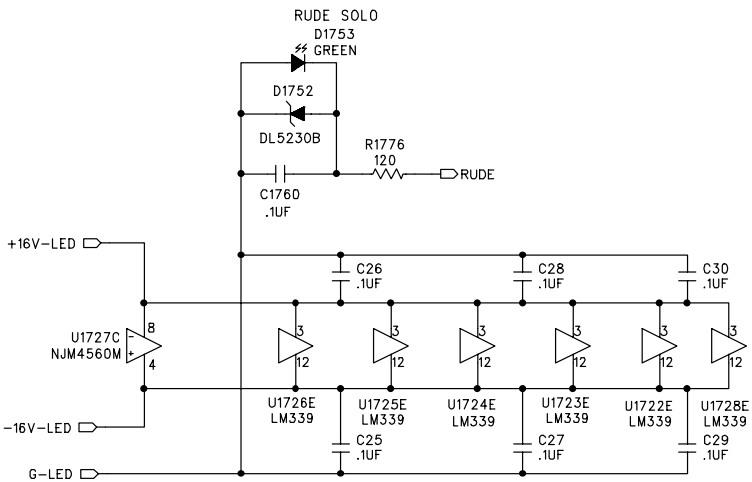 RUDE SOLO
D1753
GREEN
D1752
DL5230B
R1776
120
RUDE
C1760
.1UF
+16V-LED
C26
.1UF
C28
.1UF
C30
.1UF
U1727C
NJM4560M
-
+
8
4
3
12
3
12
3
12
3
12
3
12
3
12
U1726E
LM339
U1725E
LM339
U1724E
LM339
U1723E
LM339
U1722E
LM339
U1728E
LM339
-16V-LED
C25
.1UF
C27
.1UF
C29
.1UF
G-LED